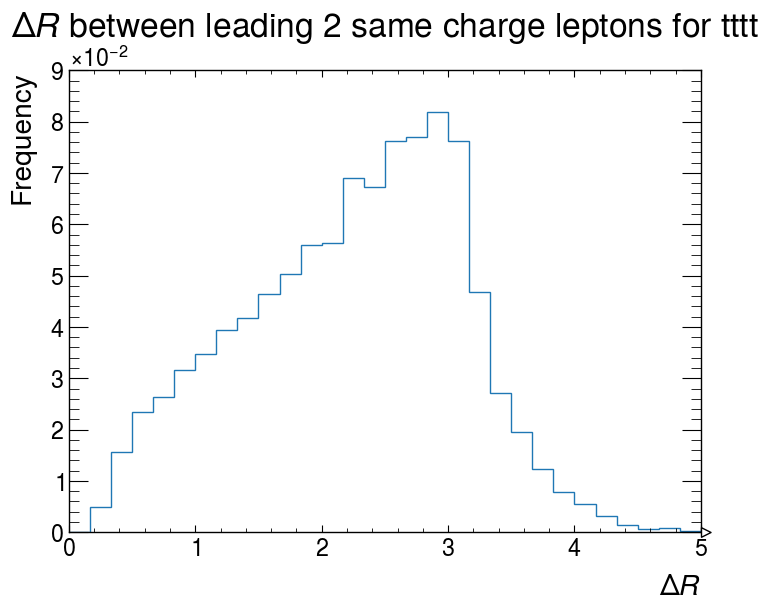 ΔR between leading 2 same charge leptons for tttt
×10⁻²
Frequency
9
8
7
6
5
4
3
2
1
0
0 1 2 3 4 5
ΔR